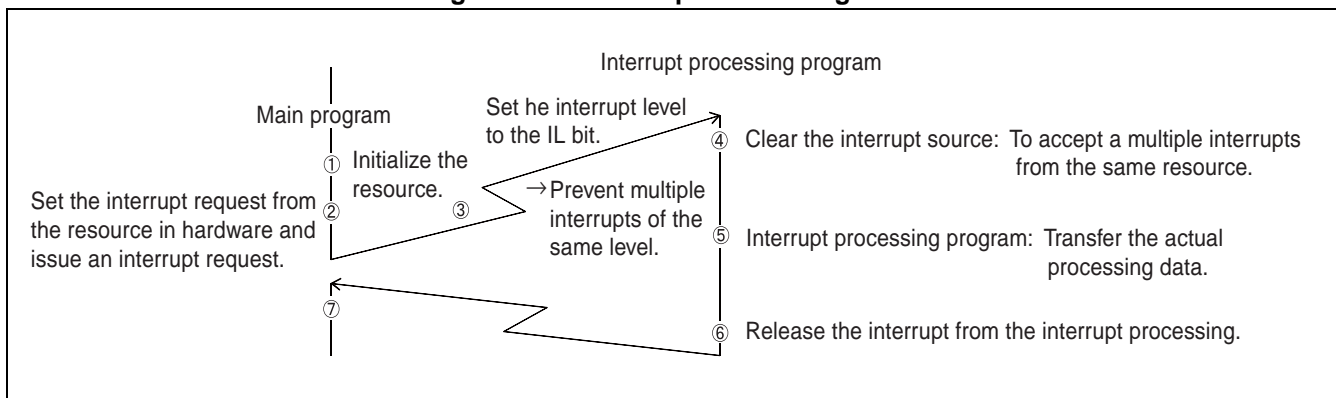 Interrupt processing program
Main program
Set he interrupt level
to the IL bit.
① Initialize the
resource.
Set the interrupt request from
the resource in hardware and
issue an interrupt request.
②
③
→Prevent multiple
interrupts of the
same level.
④ Clear the interrupt source: To accept a multiple interrupts
from the same resource.
⑤ Interrupt processing program: Transfer the actual
processing data.
⑥ Release the interrupt from the interrupt processing.
⑦